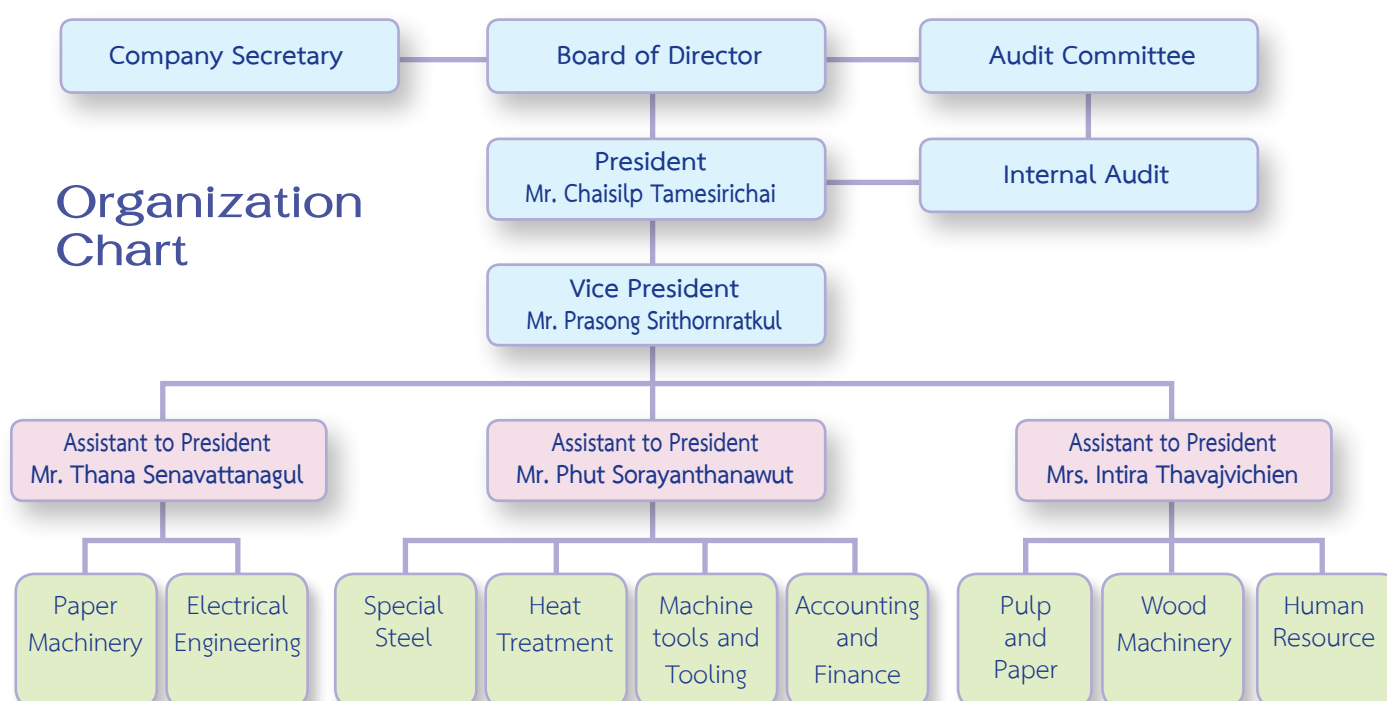 Company Secretary
Board of Director
Audit Committee
President
Mr. Chaisilp Tamesirichai
Internal Audit
Organization
Chart
Vice President
Mr. Prasong Srithornratkul
Assistant to President
Mr. Thana Senavattanagul
Assistant to President
Mr. Phut Sorayanthanawut
Assistant to President
Mrs. Intira Thavajvichien
Paper
Machinery
Electrical
Engineering
Special
Steel
Heat
Treatment
Machine
tools and
Tooling
Accounting
and
Finance
Pulp
and
Paper
Wood
Machinery
Human
Resource